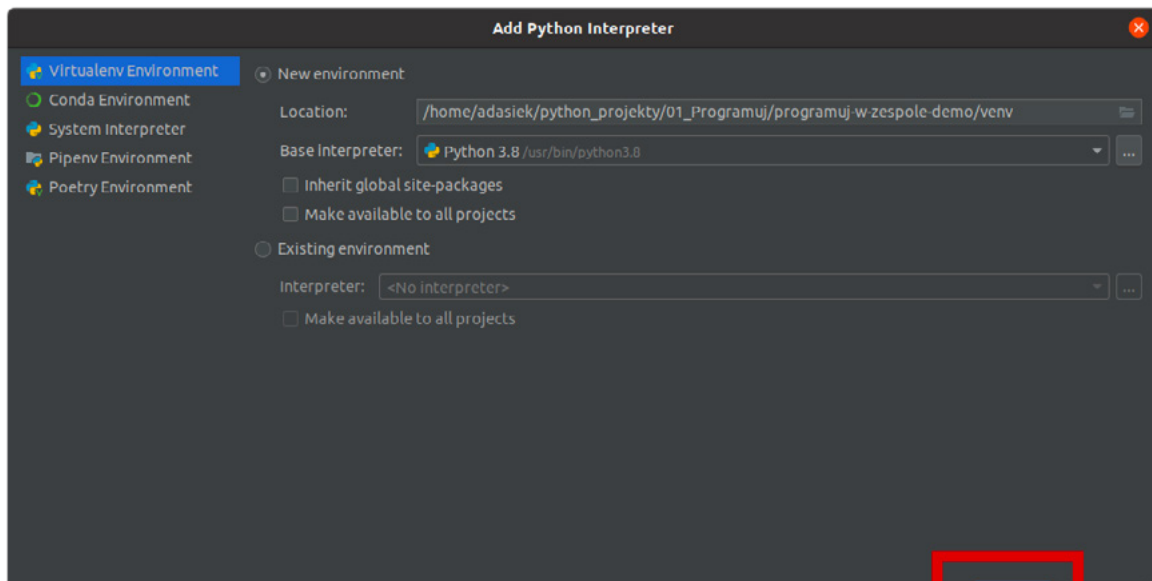 Add Python Interpreter
Virtualenv Environment
Conda Environment
System Interpreter
Pipenv Environment
Poetry Environment
New environment
Location: /home/adasiek/python_projekty/01_Programuj/programuj-w-zespole-demo/venv
Base interpreter: Python 3.8 /usr/bin/python3.8
...
Inherit global site-packages
Make available to all projects
Existing environment
Interpreter: <No interpreter>
...
Make available to all projects